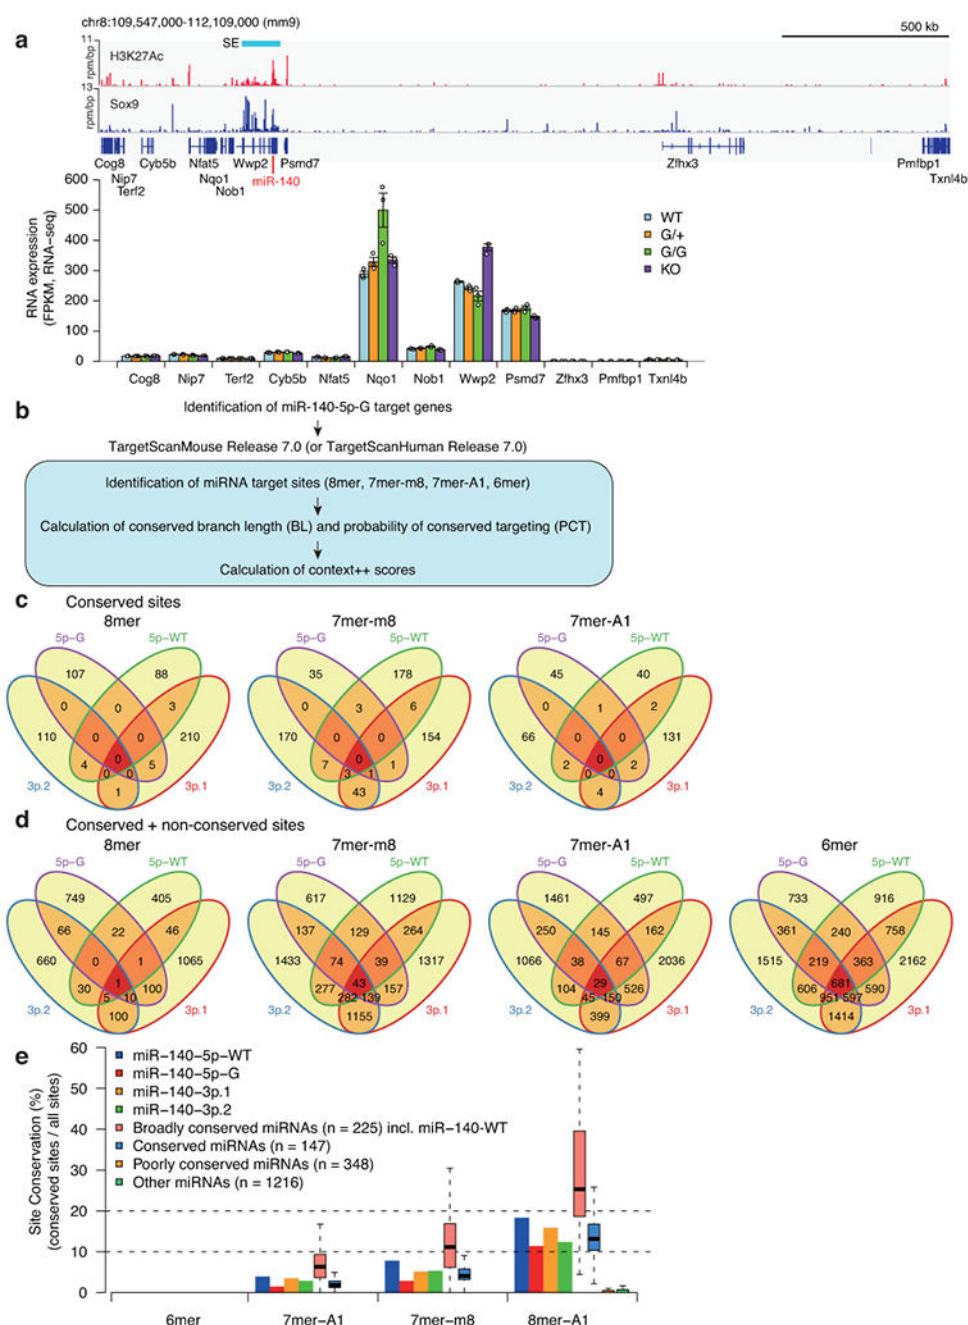 chr8:109,547,000-112,109,000 (mm9)
500 kb
a
11
SE
rpm/bp
H3K27Ac
13
rpm/bp
Sox9
Cog8 Cyb5b Nfat5 Wwp2 Psmd7 Zfhx3 Pmfbp1
Nip7 Nqo1 miR-140 Txnl4b
Terf2 Nob1
RNA expression
(FPKM, RNA-seq)
600
500
400
300
200
100
0
WT
G/+
G/G
KO
Cog8 Nip7 Terf2 Cyb5b Nfat5 Nqo1 Nob1 Wwp2 Psmd7 Zfhx3 Pmfbp1 Txnl4b
b
Identification of miR-140-5p-G target genes
TargetScanMouse Release 7.0 (or TargetScanHuman Release 7.0)
Identification of miRNA target sites (8mer, 7mer-m8, 7mer-A1, 6mer)
Calculation of conserved branch length (BL) and probability of conserved targeting (PCT)
Calculation of context++ scores
c Conserved sites
8mer
5p-G 5p-WT
107 88
0 0 3
110 0 0 210
4 0 5
0 0
3p.2 1 3p.1
7mer-m8
5p-G 5p-WT
35 178
0 3 6
170 0 0 154
7 0 1
3 1
3p.2 43 3p.1
7mer-A1
5p-G 5p-WT
45 40
0 1 2
66 0 0 131
2 0 2
0 0
3p.2 4 3p.1
d Conserved + non-conserved sites
8mer
5p-G 5p-WT
749 405
66 22 46
660 0 1 1065
30 1 100
5 10
3p.2 100 3p.1
7mer-m8
5p-G 5p-WT
617 1129
137 129 264
1433 74 39 1317
277 43 157
282 139
3p.2 1155 3p.1
7mer-A1
5p-G 5p-WT
1461 497
250 145 162
1066 38 67 2036
104 29 526
45 150
3p.2 399 3p.1
6mer
5p-G 5p-WT
733 916
361 240 758
1515 219 363 2162
606 681 590
951 597
3p.2 1414 3p.1
e
Site Conservation (%)
(conserved sites / all sites)
60
50
40
30
20
10
0
miR-140-5p-WT
miR-140-5p-G
miR-140-3p.1
miR-140-3p.2
Broadly conserved miRNAs (n = 225) incl. miR-140-WT
Conserved miRNAs (n = 147)
Poorly conserved miRNAs (n = 348)
Other miRNAs (n = 1216)
6mer 7mer-A1 7mer-m8 8mer-A1